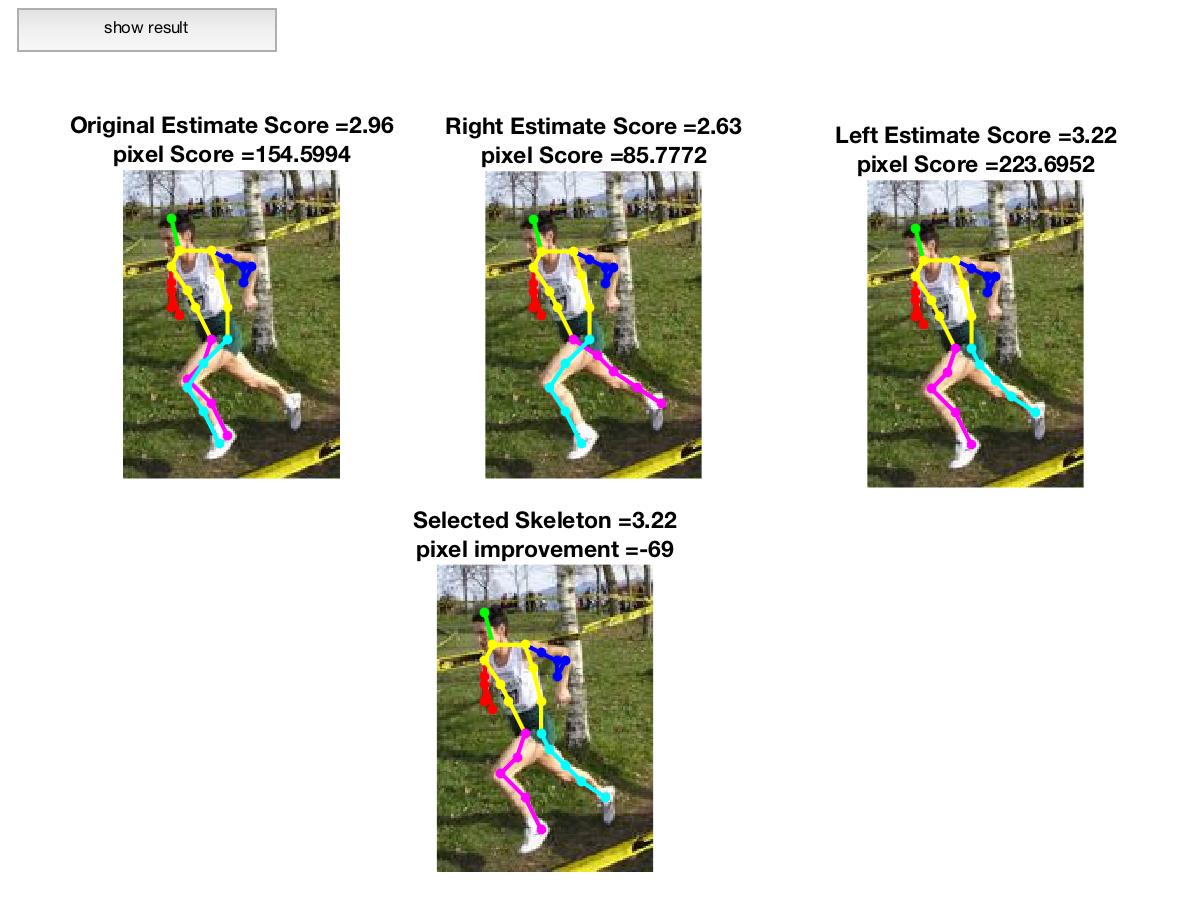 show result
Original Estimate Score =2.96
pixel Score =154.5994
Right Estimate Score =2.63
pixel Score =85.7772
Left Estimate Score =3.22
pixel Score =223.6952
Selected Skeleton =3.22
pixel improvement =-69